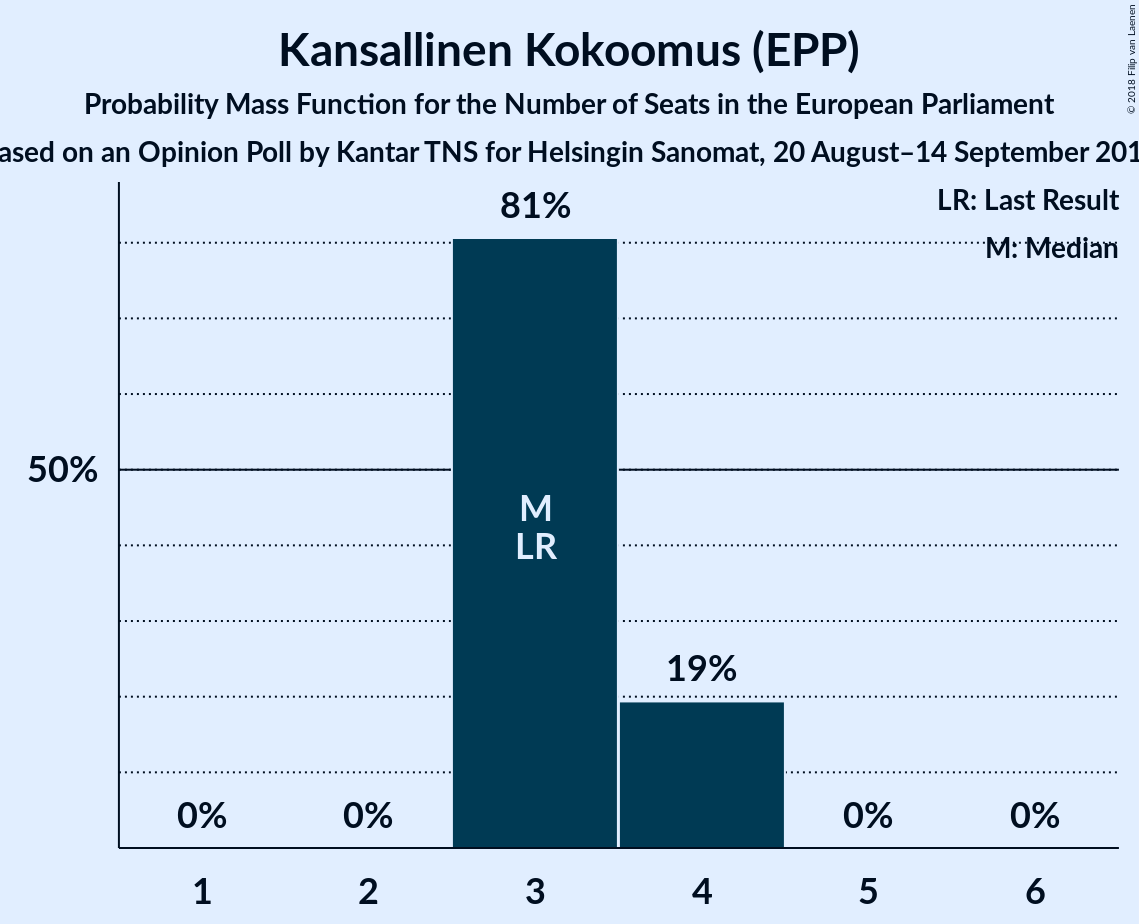 Kansallinen Kokoomus (EPP)
Probability Mass Function for the Number of Seats in the European Parliament
on an Opinion Poll by Kantar TNS for Helsingin Sanomat, 20 August–14 September
LR: Last Result
M: Median
81%
50%
M
LR
19%
0% 0% 0% 0%
1 2 3 4 5 6
© 2018 Filip van Laenen